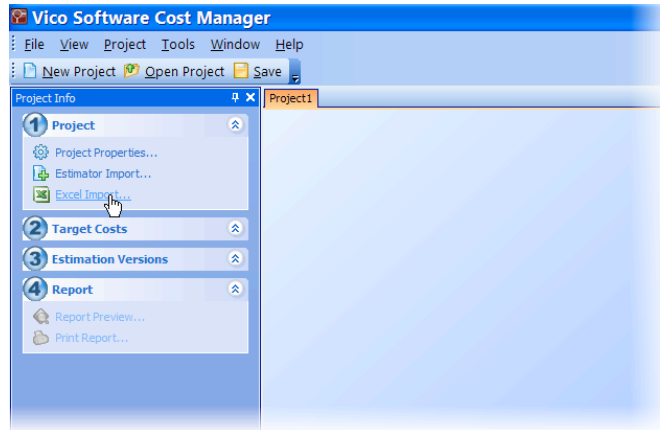 Vico Software Cost Manager
File View Project Tools Window Help
New Project Open Project Save
Project Info
Project1
1 Project
Project Properties...
Estimator Import...
Excel Import...
2 Target Costs
3 Estimation Versions
4 Report
Report Preview...
Print Report...